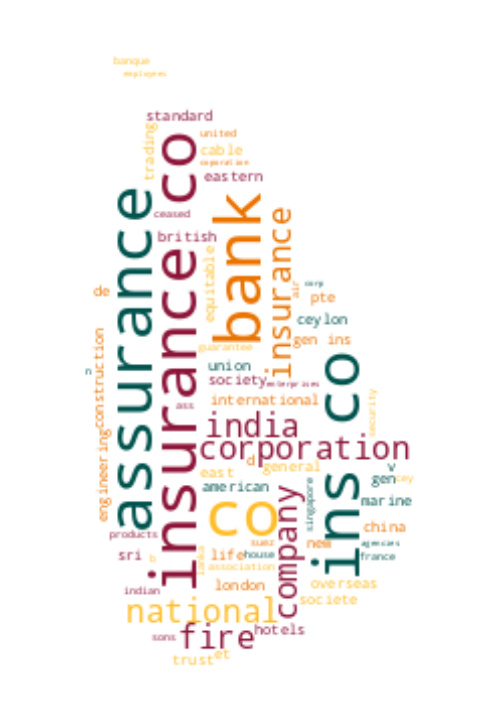 banque
employees
standard
trading
united
cable
corporation
eastern
insurance co
assurance
bank
insurance
ceased
british
equitable
air
corp
de
pte
ceylon
guarantee
gen ins
construction
n
union
society
enterprises
ins co
international
ass
security
india
corporation
engineering
east
d
general
v
gen
cey
american
company
singapore
marine
co
china
products
suez
new
agencies
sri
b
lanka
life
house
france
association
indian
london
overseas
societe
national
fire
hotels
sons
trust
et